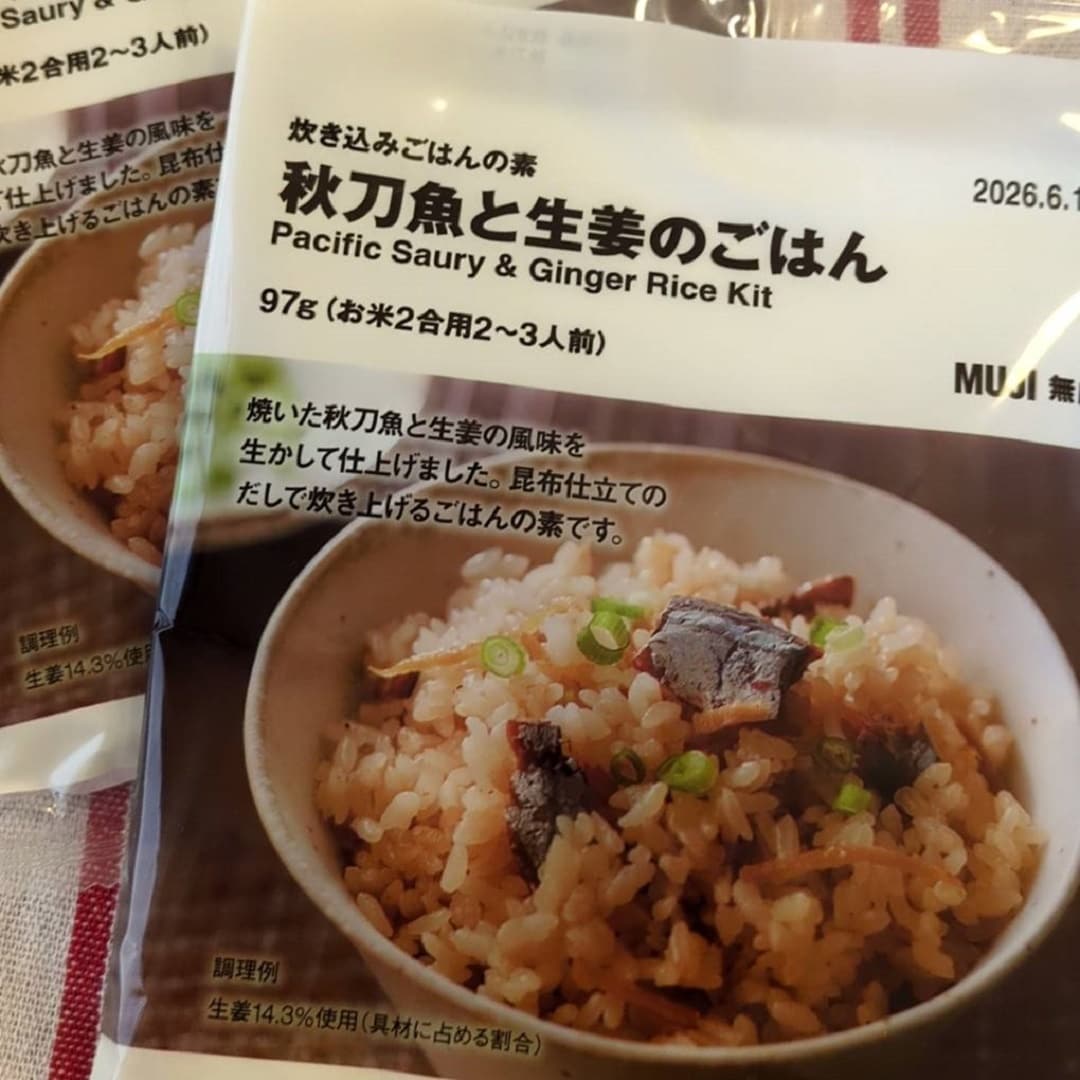 Saury &
米2合用2〜3人前)
刀魚と生姜の風味を
て仕上げました。昆布仕
炊き上げるごはんの素
調理例
生姜14.3%使用
炊き込みごはんの素
秋刀魚と生姜のごはん
Pacific Saury & Ginger Rice Kit
97g(お米2合用2〜3人前)
2026.6.1
MUJI 無
焼いた秋刀魚と生姜の風味を
生かして仕上げました。昆布仕立ての
だしで炊き上げるごはんの素です。
調理例
生姜14.3%使用(具材に占める割合)